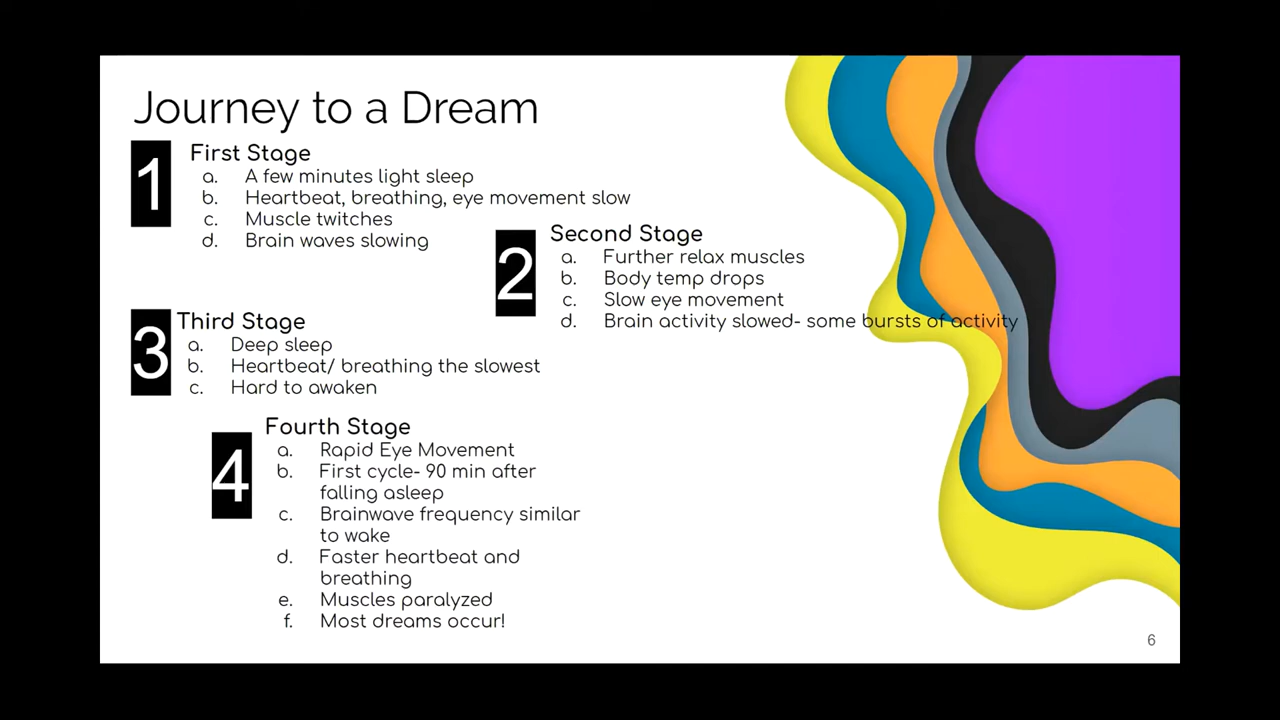 Journey to a Dream
1
First Stage
a. A few minutes light sleep
b. Heartbeat, breathing, eye movement slow
c. Muscle twitches
d. Brain waves slowing
2
Second Stage
a. Further relax muscles
b. Body temp drops
c. Slow eye movement
d. Brain activity slowed- some bursts of activity
3
Third Stage
a. Deep sleep
b. Heartbeat/ breathing the slowest
c. Hard to awaken
4
Fourth Stage
a. Rapid Eye Movement
b. First cycle- 90 min after
falling asleep
c. Brainwave frequency similar
to wake
d. Faster heartbeat and
breathing
e. Muscles paralyzed
f. Most dreams occur!
6